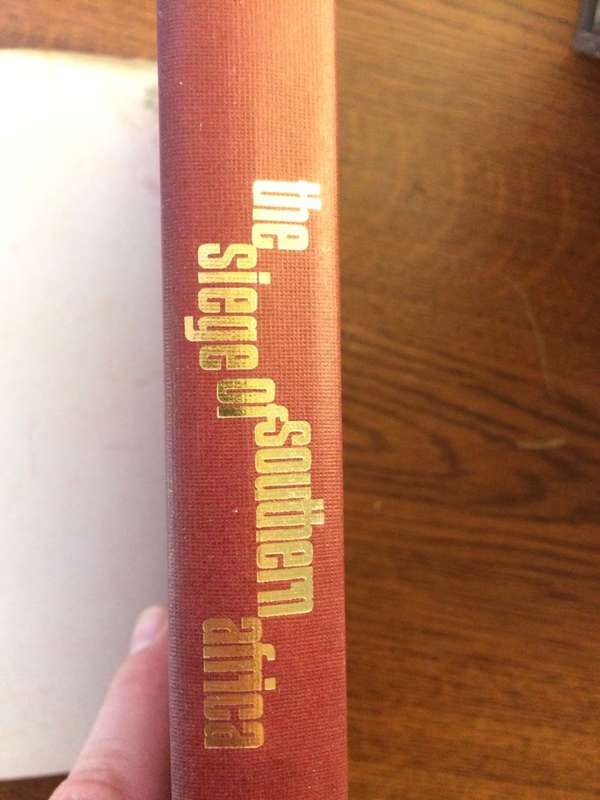 the
siege of
southern
africa